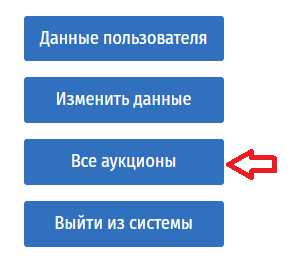 Данные пользователя
Изменить данные
Все аукционы
Выйти из системы